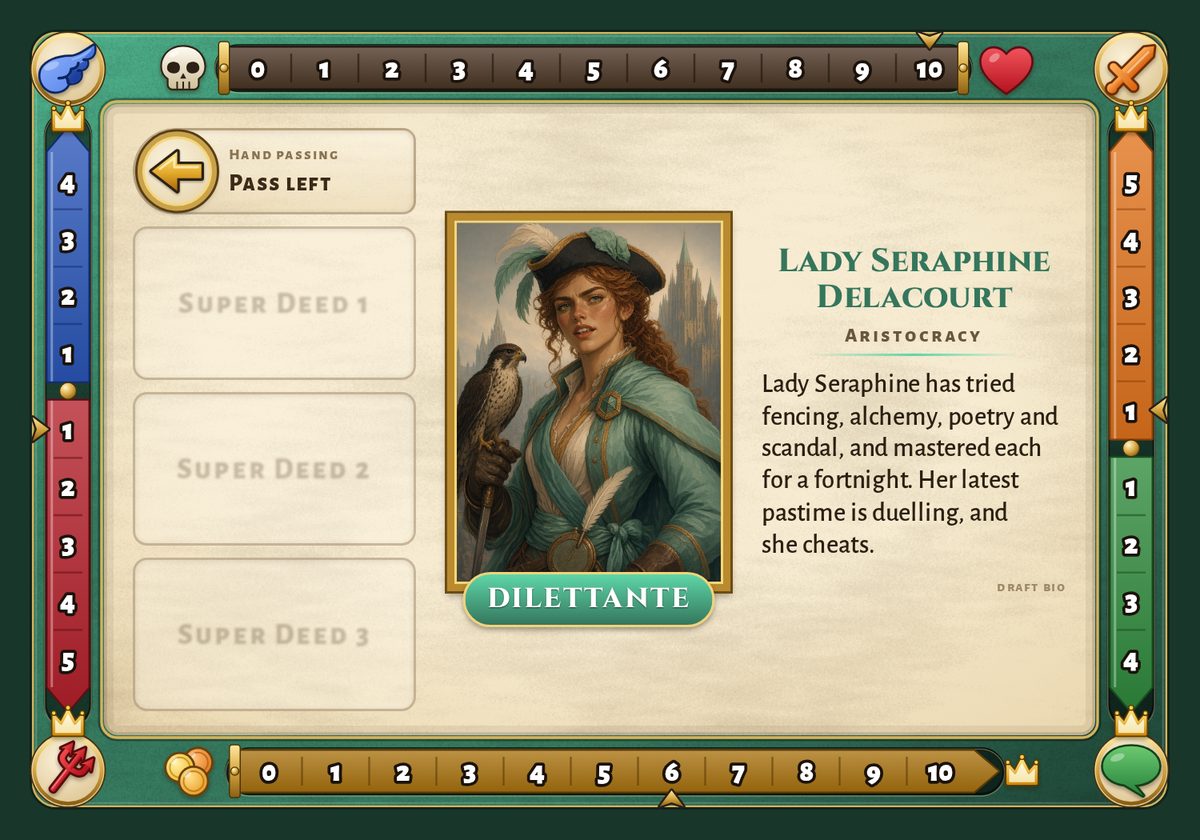 0 1 2 3 4 5 6 7 8 9 10
4
3
2
1
1
2
3
4
5
Hand passing
Pass left
Super Deed 1
Super Deed 2
Super Deed 3
DILETTANTE
Lady Seraphine
Delacourt
Aristocracy
Lady Seraphine has tried
fencing, alchemy, poetry and
scandal, and mastered each
for a fortnight. Her latest
pastime is duelling, and
she cheats.
DRAFT BIO
5
4
3
2
1
1
2
3
4
0 1 2 3 4 5 6 7 8 9 10